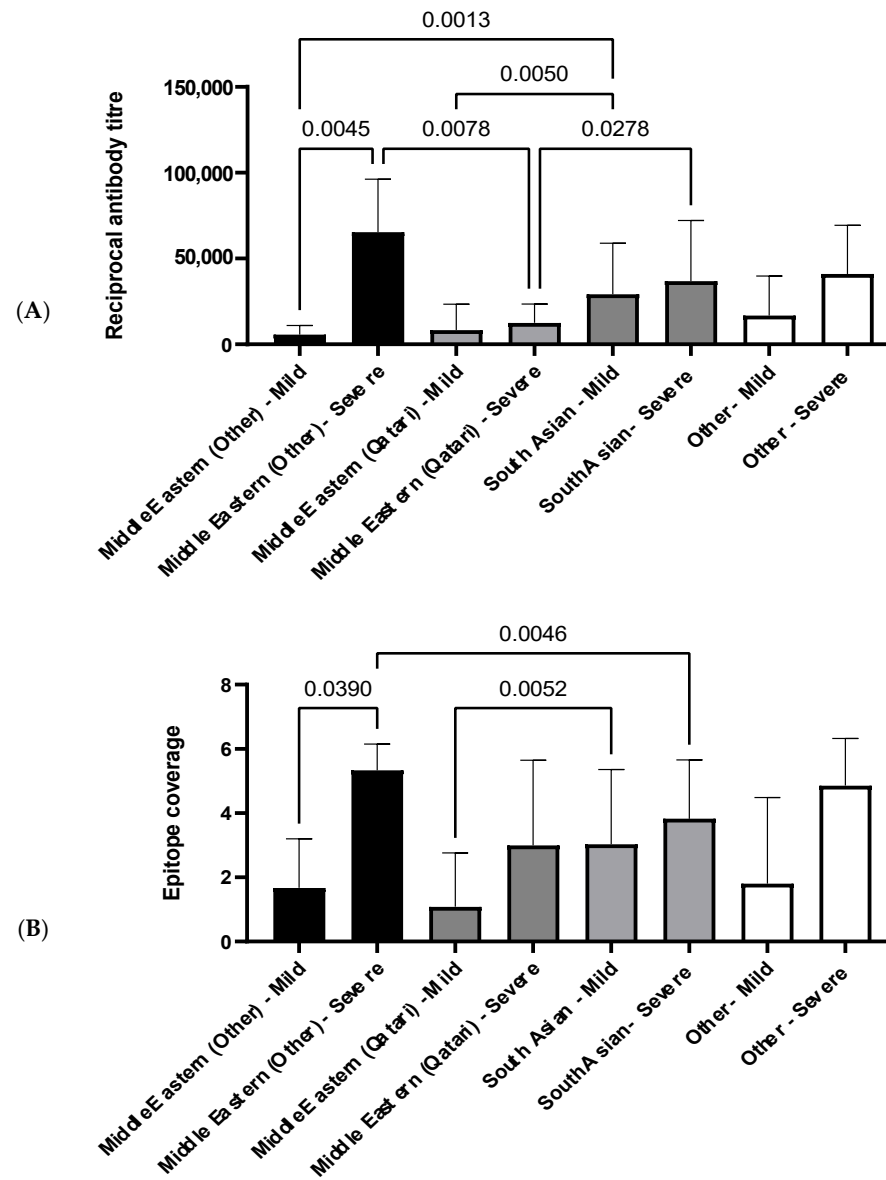 0.0013
0.0050
0.0045
0.0078
0.0278
150,000
100,000
50,000
0
Reciprocal antibody titre
(A)
Middle Eastern (Other) - Mild
Middle Eastern (Other) - Severe
Middle Eastern (Qatari) - Mild
Middle Eastern (Qatari) - Severe
South Asian - Mild
South Asian - Severe
Other - Mild
Other - Severe
0.0046
0.0390
0.0052
8
6
4
2
0
Epitope coverage
(B)
Middle Eastern (Other) - Mild
Middle Eastern (Other) - Severe
Middle Eastern (Qatari) - Mild
Middle Eastern (Qatari) - Severe
South Asian - Mild
South Asian - Severe
Other - Mild
Other - Severe